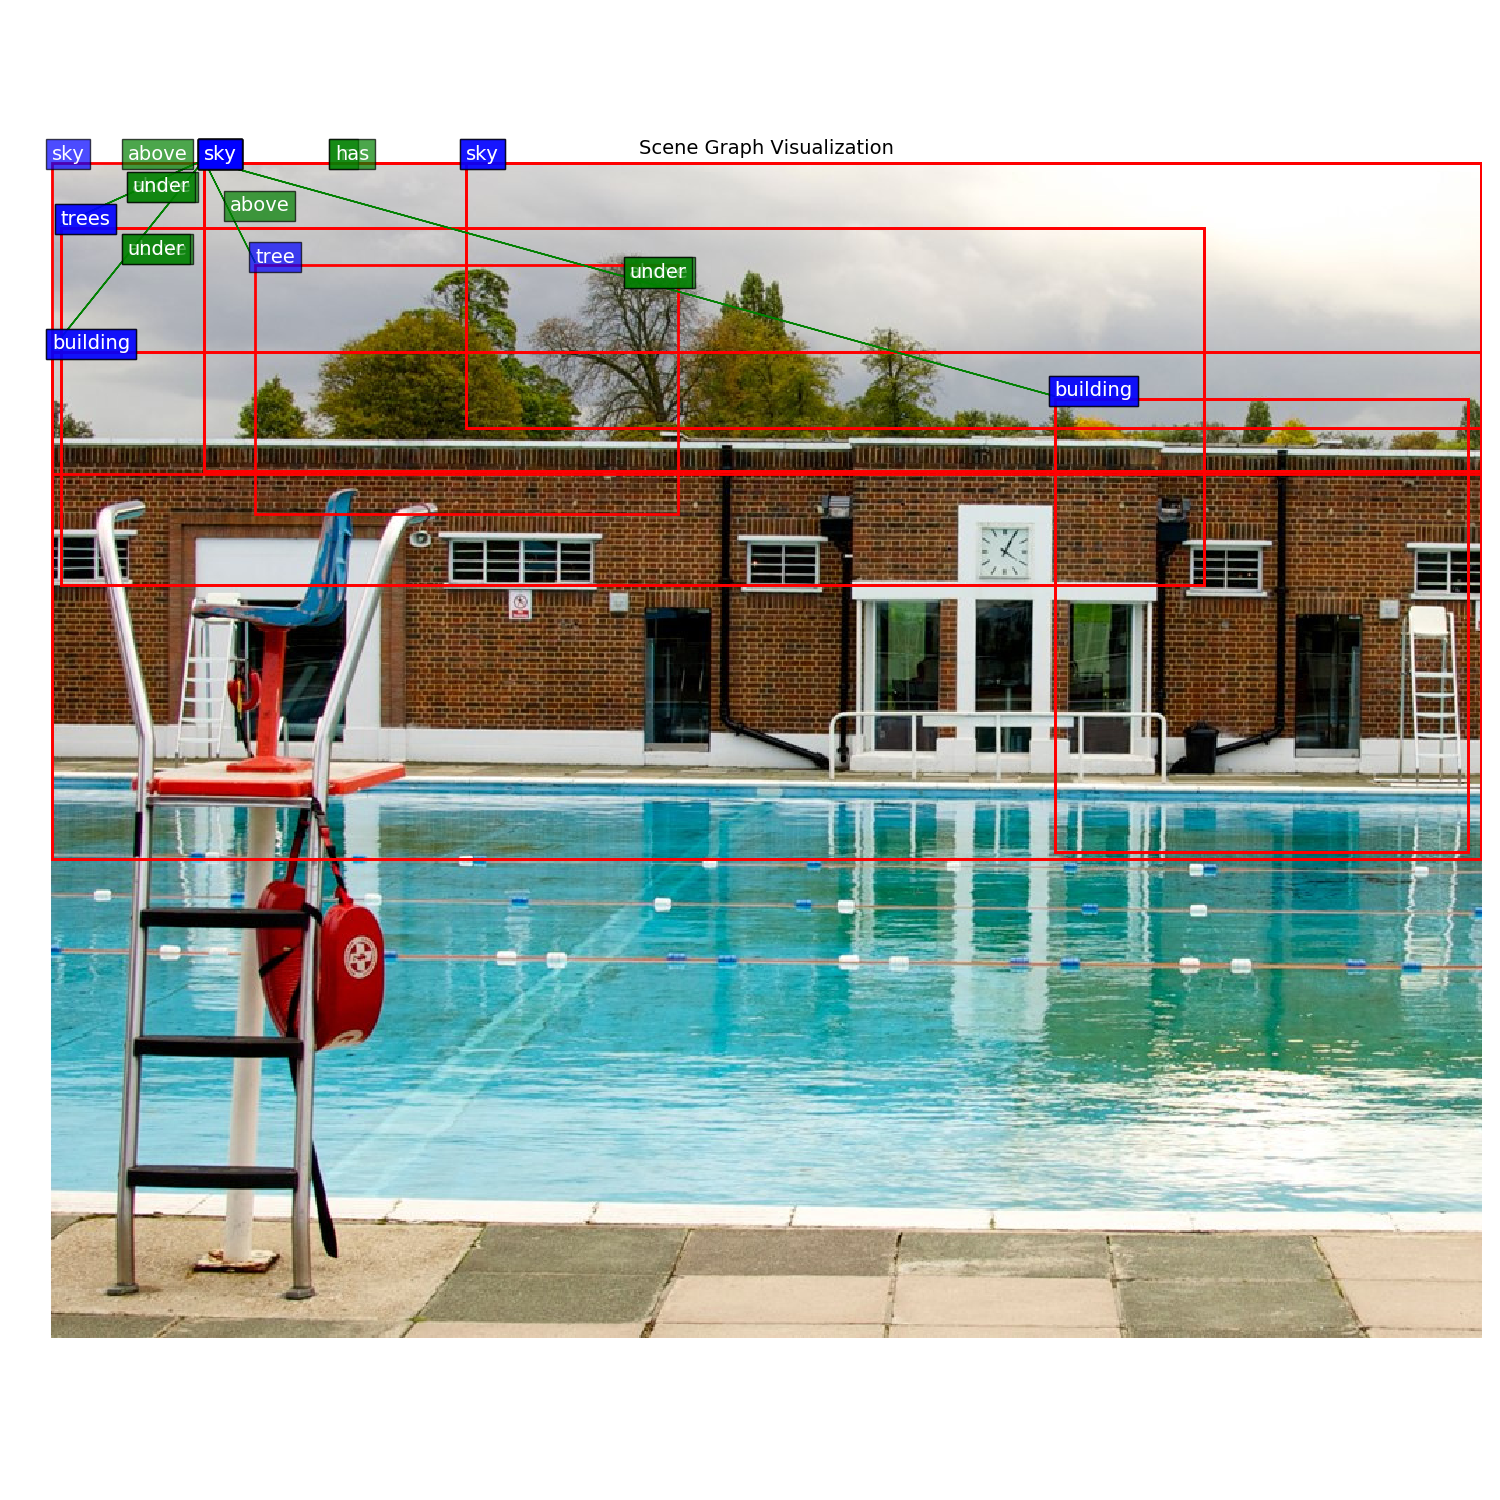 Scene Graph Visualization
sky
above
sky
has
sky
under
above
trees
under
tree
under
building
building